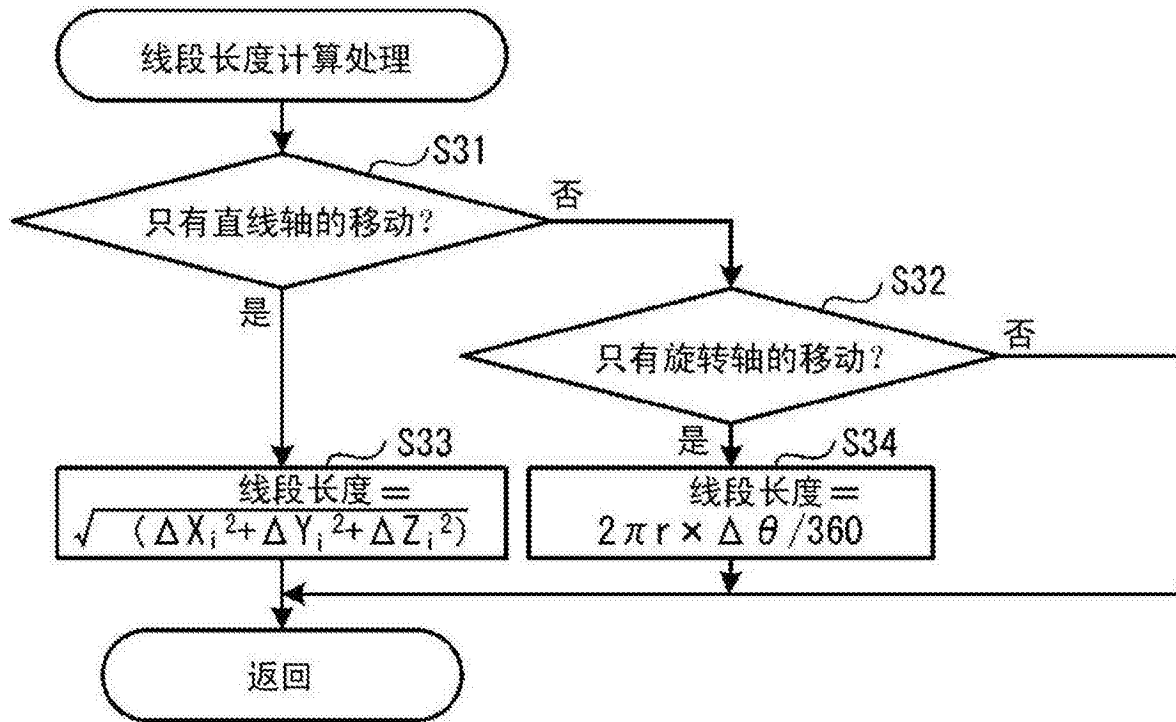 线段长度计算处理
S31
只有直线轴的移动?
否
是
S32
只有旋转轴的移动?
否
是
S33
线段长度=
√(ΔXi²+ΔYi²+ΔZi²)
S34
线段长度=
2πr×Δθ/360
返回